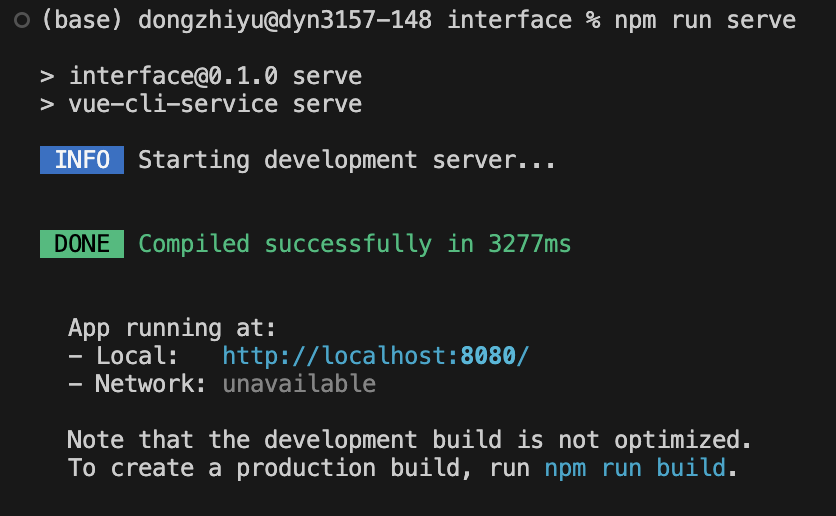 (base) dongzhiyu@dyn3157-148 interface % npm run serve
> interface@0.1.0 serve
> vue-cli-service serve
INFO Starting development server...
DONE Compiled successfully in 3277ms
App running at:
- Local: http://localhost:8080/
- Network: unavailable
Note that the development build is not optimized.
To create a production build, run npm run build.